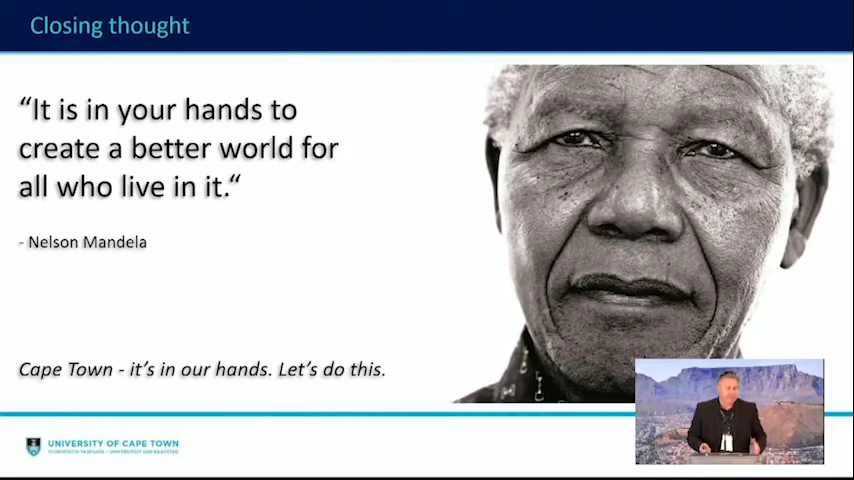 Closing thought
“It is in your hands to
create a better world for
all who live in it.“
- Nelson Mandela
Cape Town - it’s in our hands. Let’s do this.
UNIVERSITY OF CAPE TOWN